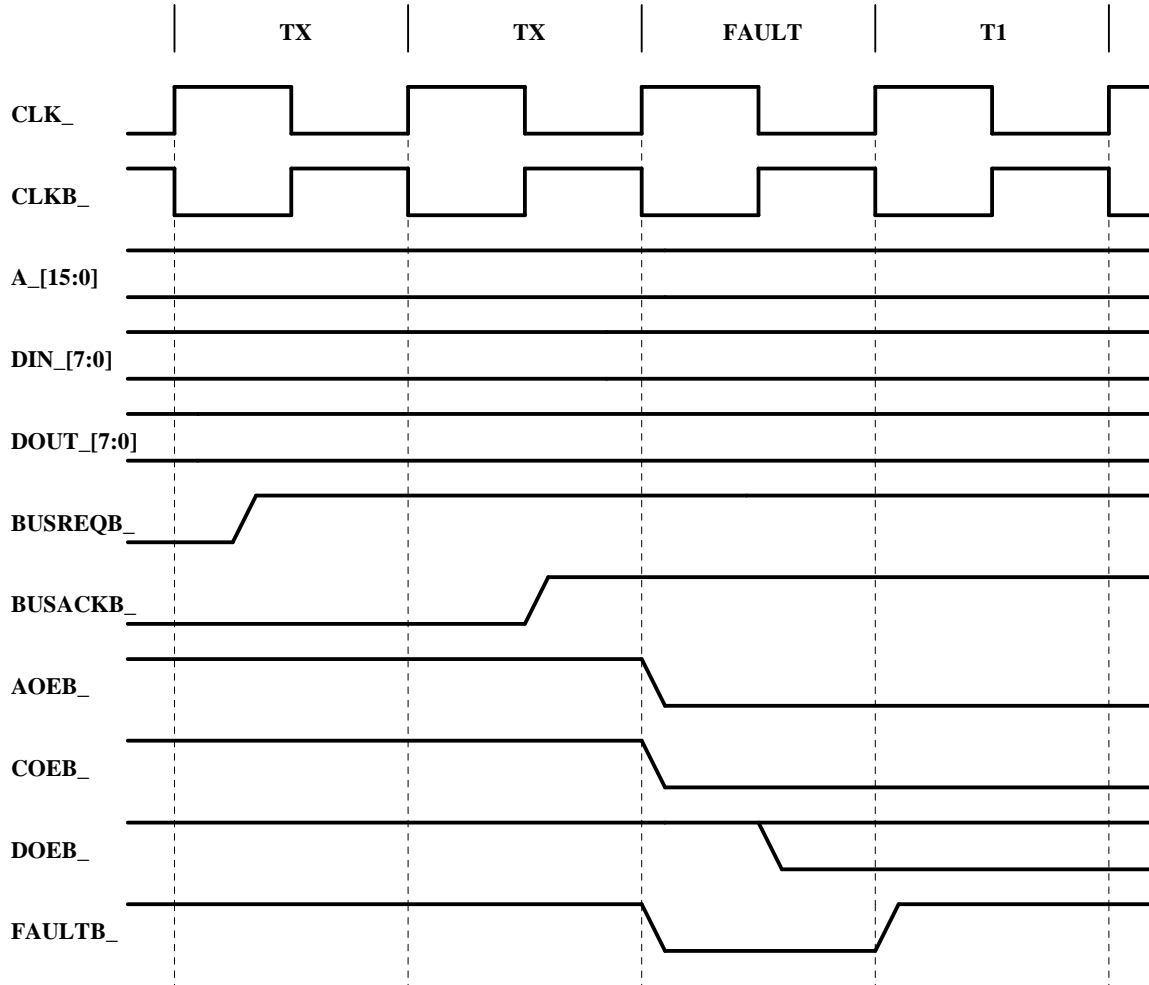 TX TX FAULT T1
CLK_
CLKB_
A_[15:0]
DIN_[7:0]
DOUT_[7:0]
BUSREQB_
BUSACKB_
AOEB_
COEB_
DOEB_
FAULTB_